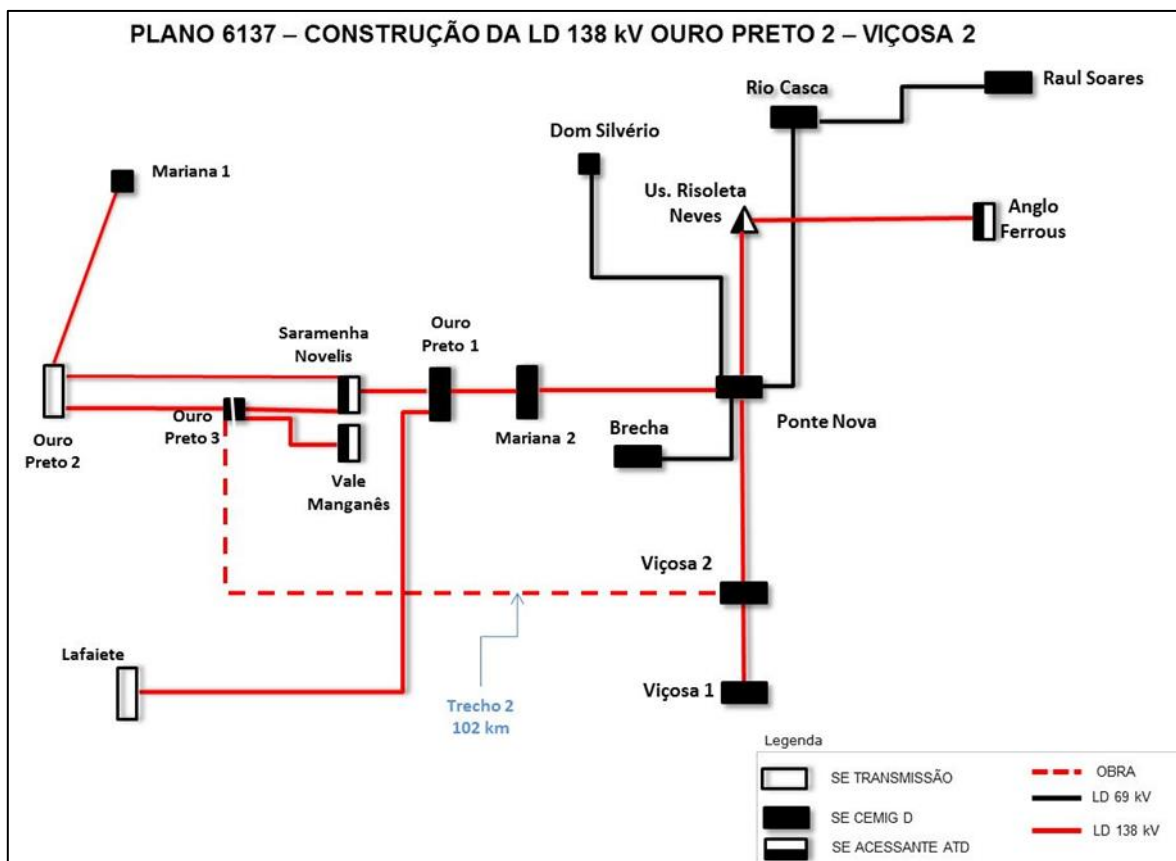 PLANO 6137 – CONSTRUÇÃO DA LD 138 kV OURO PRETO 2 – VIÇOSA 2
Raul Soares
Rio Casca
Dom Silvério
Mariana 1
Us. Risoleta
Neves
Anglo
Ferrous
Ouro
Preto 1
Saramenha
Novelis
Ouro
Preto 3
Ouro
Preto 2
Mariana 2
Ponte Nova
Brecha
Vale
Manganês
Viçosa 2
Lafaiete
Viçosa 1
Trecho 2
102 km
Legenda
SE TRANSMISSÃO
OBRA
LD 69 kV
SE CEMIG D
LD 138 kV
SE ACESSANTE ATD